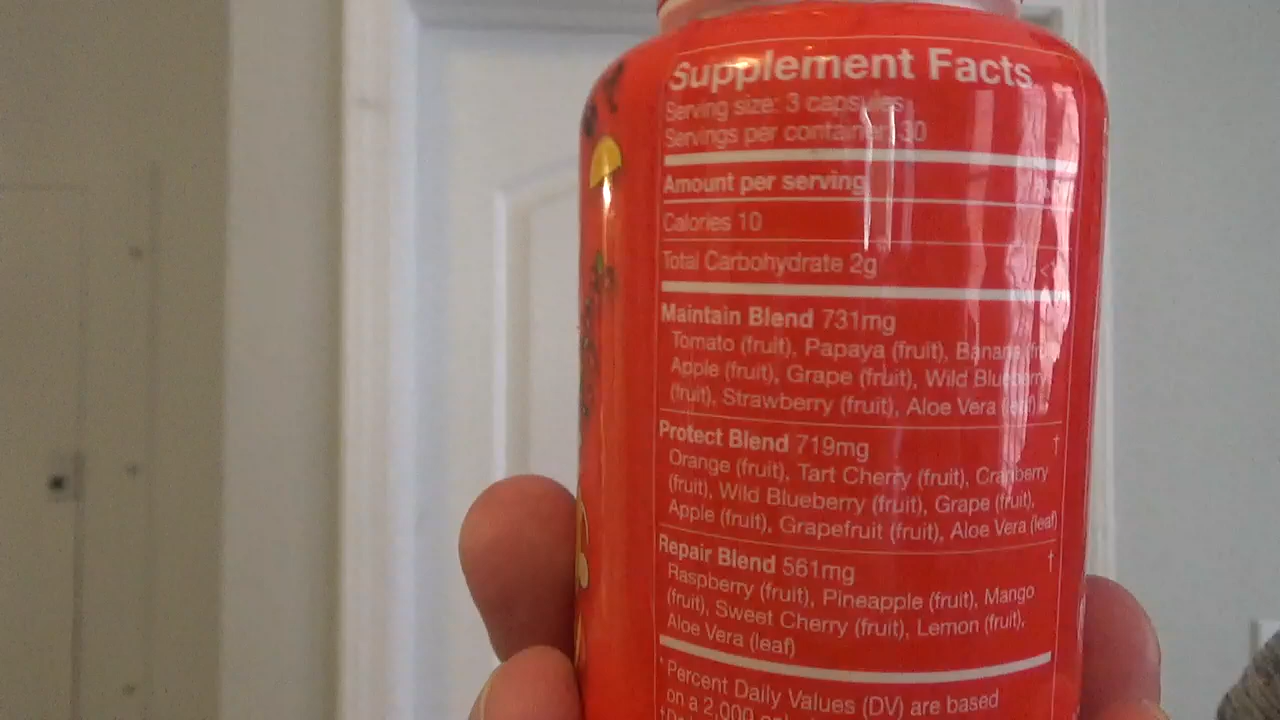 Supplement Facts
Serving size: 3 capsules
Servings per container: 30
Amount per serving
Calories 10
Total Carbohydrate 2g
Maintain Blend 731mg
Tomato (fruit), Papaya (fruit), Banana
Apple (fruit), Grape (fruit), Wild Blueberry
(fruit), Strawberry (fruit), Aloe Vera (leaf)
Protect Blend 719mg †
Orange (fruit), Tart Cherry (fruit), Cranberry
(fruit), Wild Blueberry (fruit), Grape (fruit),
Apple (fruit), Grapefruit (fruit), Aloe Vera (leaf)
Repair Blend 561mg †
Raspberry (fruit), Pineapple (fruit), Mango
(fruit), Sweet Cherry (fruit), Lemon (fruit),
Aloe Vera (leaf)
* Percent Daily Values (DV) are based
on a 2,000